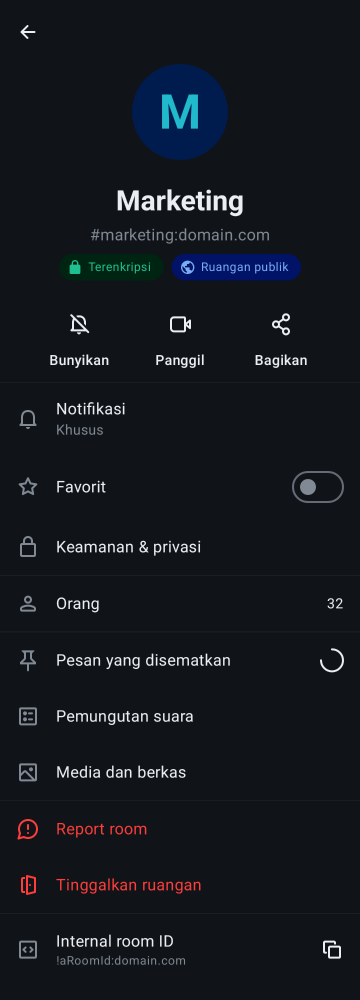 M
Marketing
#marketing:domain.com
Terenkripsi
Ruangan publik
Bunyikan
Panggil
Bagikan
Notifikasi
Khusus
Favorit
Keamanan & privasi
Orang
32
Pesan yang disematkan
Pemungutan suara
Media dan berkas
Report room
Tinggalkan ruangan
Internal room ID
!aRoomId:domain.com